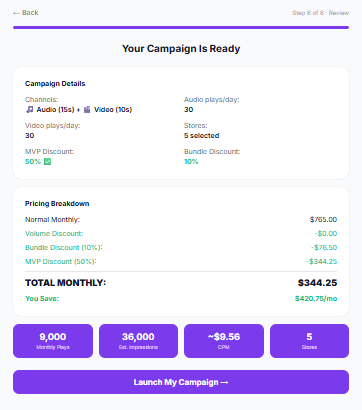 ← Back
Step 6 of 6 · Review
Your Campaign Is Ready
Campaign Details
Channels:
🎵 Audio (15s) + 🎬 Video (10s)
Audio plays/day:
30
Video plays/day:
30
Stores:
5 selected
MVP Discount:
50% ✅
Bundle Discount:
10%
Pricing Breakdown
Normal Monthly: $765.00
Volume Discount: -$0.00
Bundle Discount (10%): -$76.50
MVP Discount (50%): -$344.25
TOTAL MONTHLY: $344.25
You Save: $420.75/mo
9,000
Monthly Plays
36,000
Est. Impressions
~$9.56
CPM
5
Stores
Launch My Campaign →